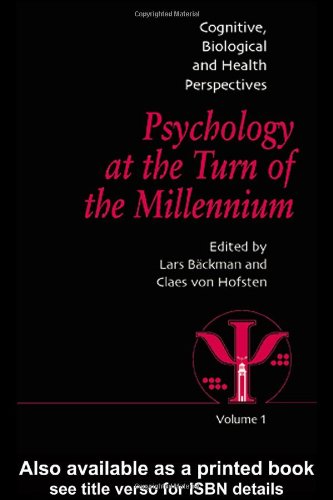 Cognitive,
Biological
and Health
Perspectives
Psychology
at the Turn of
the Millennium
Edited by
Lars Bäckman and
Claes von Hofsten
Volume 1
Also available as a printed book
see title verso for ISBN details